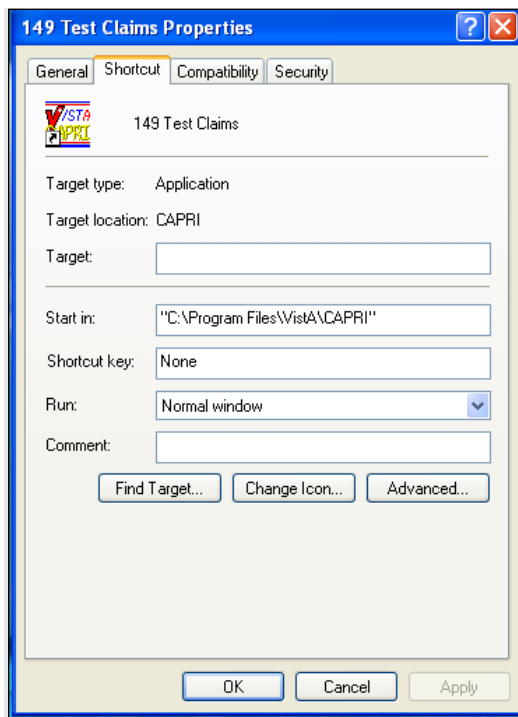 149 Test Claims Properties
General Shortcut Compatibility Security
VISTA
CAPRI
149 Test Claims
Target type: Application
Target location: CAPRI
Target:
Start in: "C:\Program Files\VistA\CAPRI"
Shortcut key: None
Run: Normal window
Comment:
Find Target... Change Icon... Advanced...
OK Cancel Apply